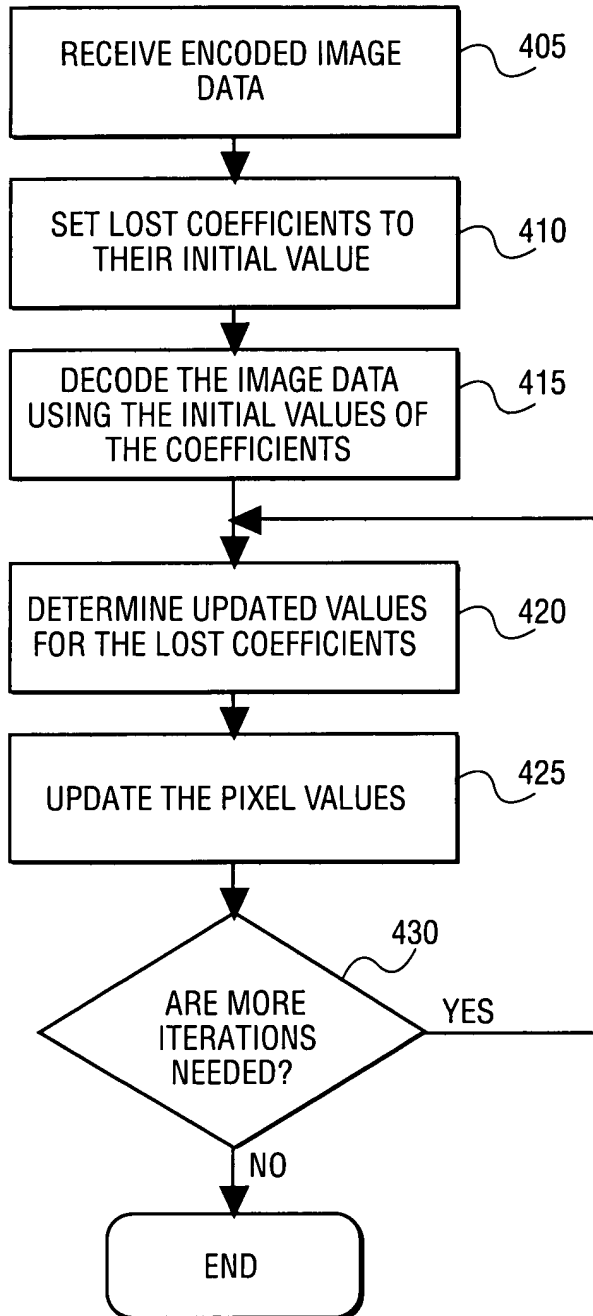 RECEIVE ENCODED IMAGE
DATA
405
SET LOST COEFFICIENTS TO
THEIR INITIAL VALUE
410
DECODE THE IMAGE DATA
USING THE INITIAL VALUES OF
THE COEFFICIENTS
415
DETERMINE UPDATED VALUES
FOR THE LOST COEFFICIENTS
420
UPDATE THE PIXEL VALUES
425
430
ARE MORE
ITERATIONS
NEEDED?
YES
NO
END